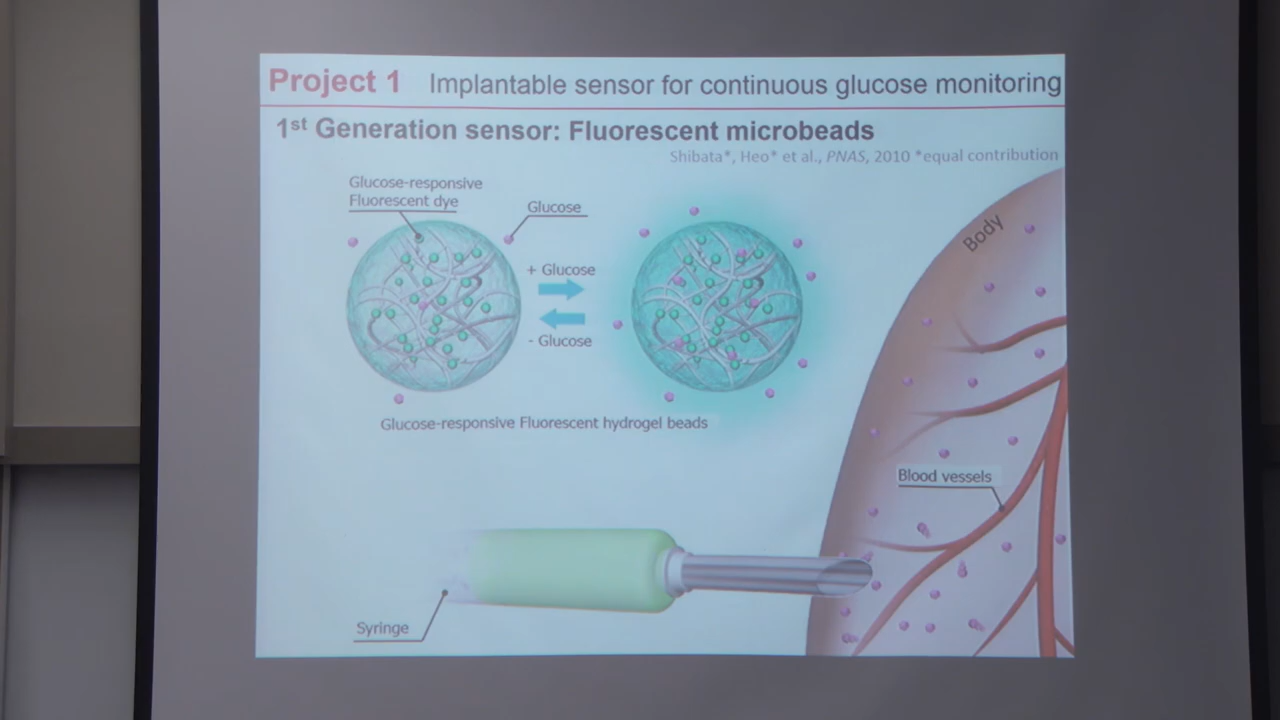 Project 1 Implantable sensor for continuous glucose monitoring
1st Generation sensor: Fluorescent microbeads
Shibata*, Heo* et al., PNAS, 2010 *equal contribution
Glucose-responsive
Fluorescent dye
Glucose
+ Glucose
- Glucose
Glucose-responsive Fluorescent hydrogel beads
Body
Blood vessels
Syringe